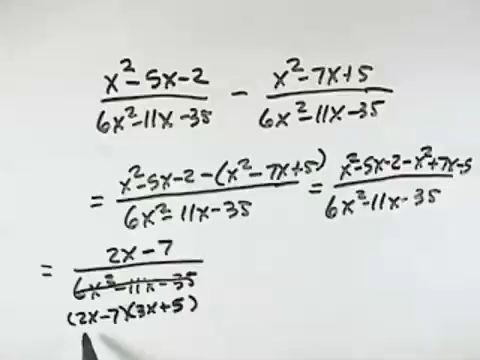 x²-5x-2 / 6x²-11x-35 - x²-7x+5 / 6x²-11x-35
= x²-5x-2-(x²-7x+5) / 6x²-11x-35 = x²-5x-2-x²+7x-5 / 6x²-11x-35
= 2x-7 / 6x²-11x-35
(2x-7)(3x+5)